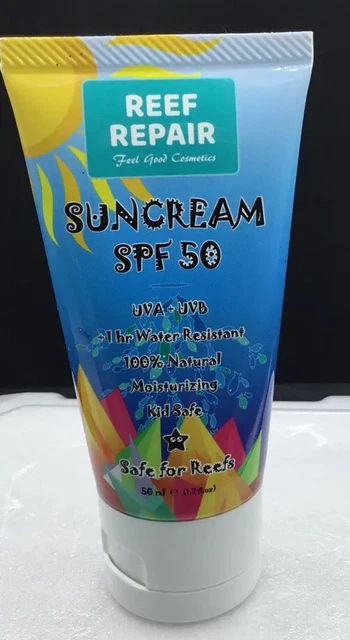 REEF
REPAIR
Feel Good Cosmetics
SUNCREAM
SPF 50
UVA + UVB
>1 hr Water Resistant
100% Natural
Moisturizing
Kid Safe
Safe for Reefs
50 ml e (1.7 fl oz)